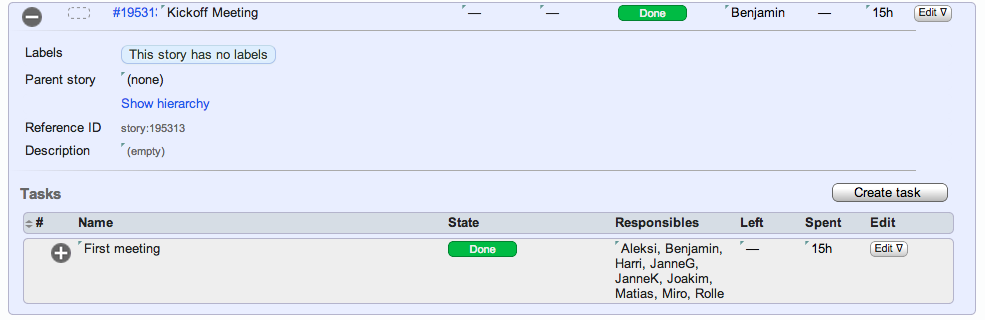 #195313 Kickoff Meeting — — Done Benjamin — 15h Edit ∇
Labels This story has no labels
Parent story (none)
Show hierarchy
Reference ID story:195313
Description (empty)
Tasks Create task
# Name State Responsibles Left Spent Edit
First meeting Done Aleksi, Benjamin, — 15h Edit ∇
Harri, JanneG,
JanneK, Joakim,
Matias, Miro, Rolle